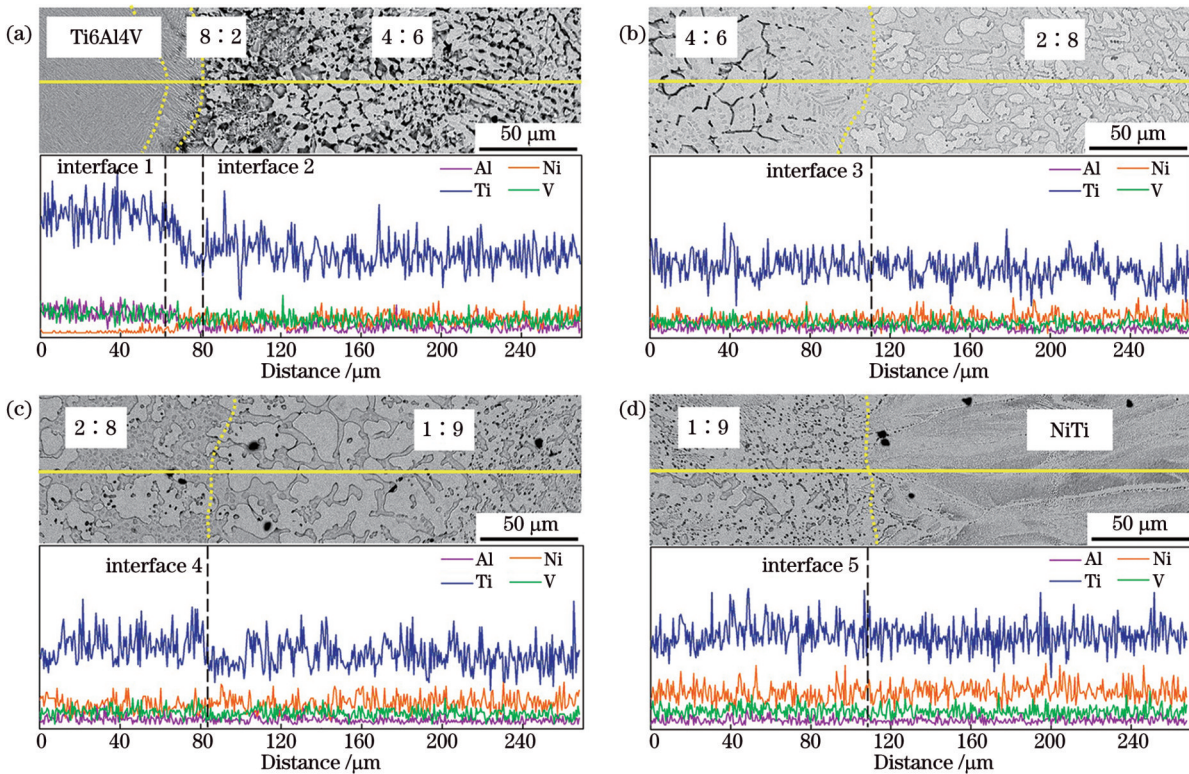 (a)
Ti6Al4V
8∶2
4∶6
50 μm
interface 1
interface 2
Al
Ni
Ti
V
0
40
80
120
160
200
240
Distance /μm
(b)
4∶6
2∶8
50 μm
interface 3
Al
Ni
Ti
V
0
40
80
120
160
200
240
Distance /μm
(c)
2∶8
1∶9
50 μm
interface 4
Al
Ni
Ti
V
0
40
80
120
160
200
240
Distance /μm
(d)
1∶9
NiTi
50 μm
interface 5
Al
Ni
Ti
V
0
40
80
120
160
200
240
Distance /μm